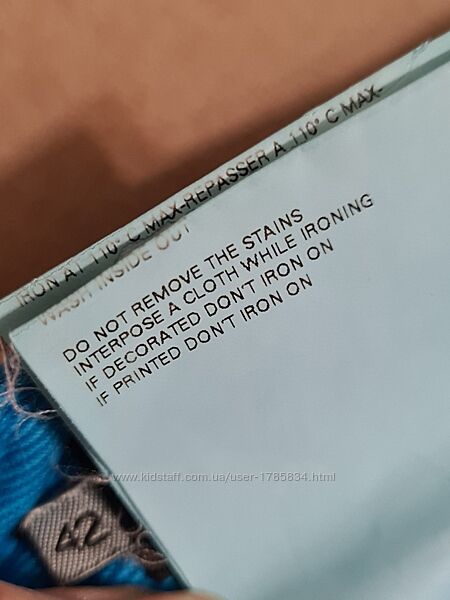 IRON AT 110° C MAX-REPASSER A 110° C MAX-
WASH INSIDE OUT
DO NOT REMOVE THE STAINS
INTERPOSE A CLOTH WHILE IRONING
IF DECORATED DON'T IRON ON
IF PRINTED DON'T IRON ON
www.kidstaff.com.ua/user-1785834.html
42